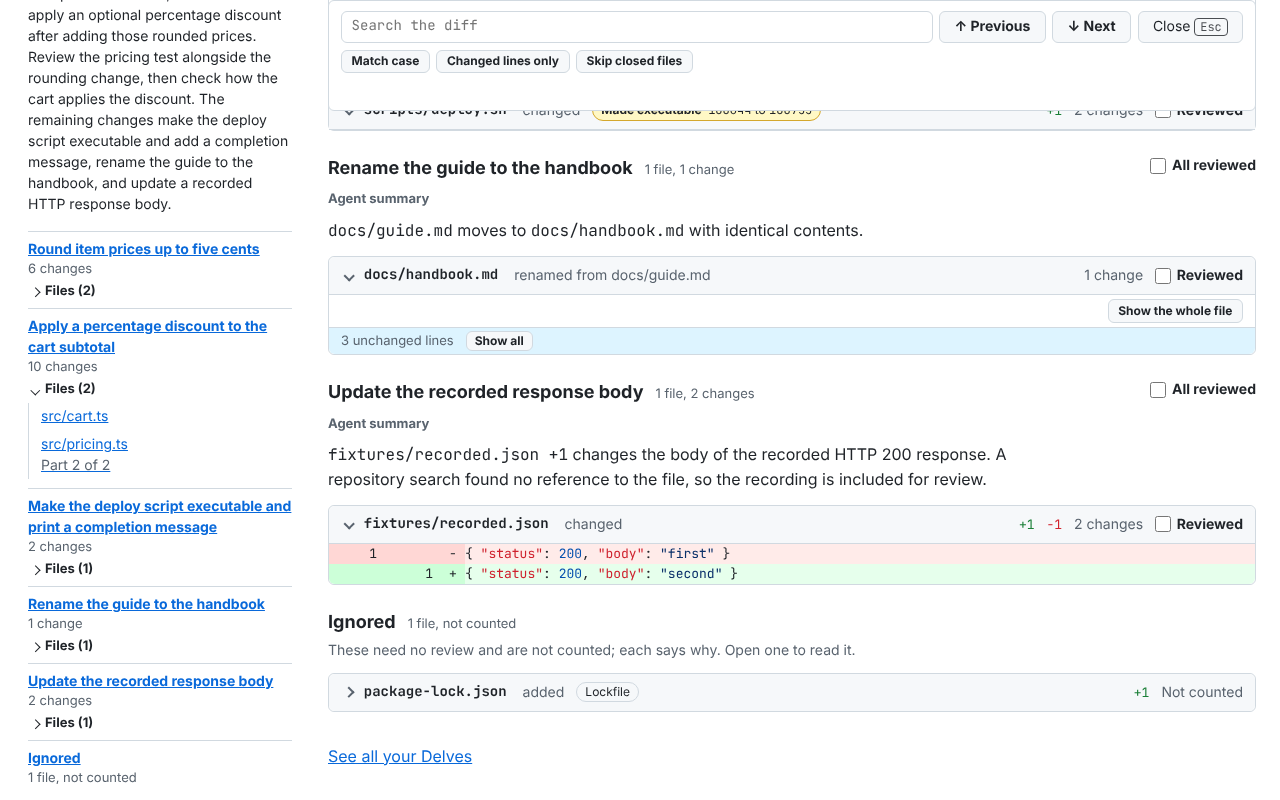 apply an optional percentage discount
after adding those rounded prices.
Review the pricing test alongside the
rounding change, then check how the
cart applies the discount. The
remaining changes make the deploy
script executable and add a completion
message, rename the guide to the
handbook, and update a recorded
HTTP response body.
Round item prices up to five cents
6 changes
Files (2)
Apply a percentage discount to the
cart subtotal
10 changes
Files (2)
src/cart.ts
src/pricing.ts
Part 2 of 2
Make the deploy script executable and
print a completion message
2 changes
Files (1)
Rename the guide to the handbook
1 change
Files (1)
Update the recorded response body
2 changes
Files (1)
Ignored
1 file, not counted
Search the diff
↑ Previous
↓ Next
Close Esc
Match case
Changed lines only
Skip closed files
scripts/deploy.sh changed Made executable 100644 to 100755 +1 2 changes Reviewed
Rename the guide to the handbook 1 file, 1 change All reviewed
Agent summary
docs/guide.md moves to docs/handbook.md with identical contents.
docs/handbook.md renamed from docs/guide.md 1 change Reviewed
Show the whole file
3 unchanged lines Show all
Update the recorded response body 1 file, 2 changes All reviewed
Agent summary
fixtures/recorded.json +1 changes the body of the recorded HTTP 200 response. A
repository search found no reference to the file, so the recording is included for review.
fixtures/recorded.json changed +1 -1 2 changes Reviewed
1 - { "status": 200, "body": "first" }
1 + { "status": 200, "body": "second" }
Ignored 1 file, not counted
These need no review and are not counted; each says why. Open one to read it.
package-lock.json added Lockfile +1 Not counted
See all your Delves